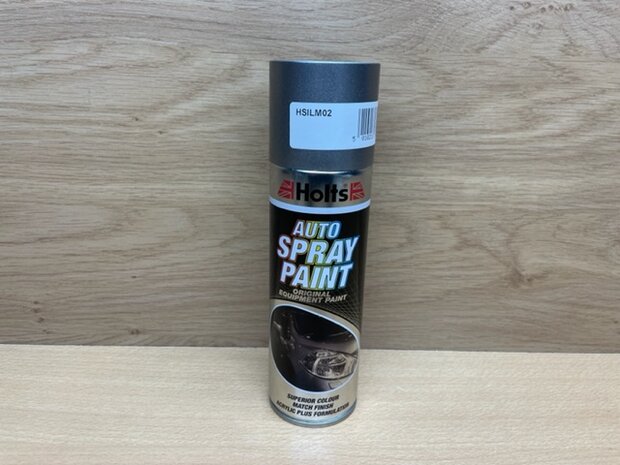 HSILM02
Holts
AUTO
SPRAY
PAINT
ORIGINAL
EQUIPMENT PAINT
SUPERIOR COLOUR
MATCH FINISH
ACRYLIC PLUS FORMULATION